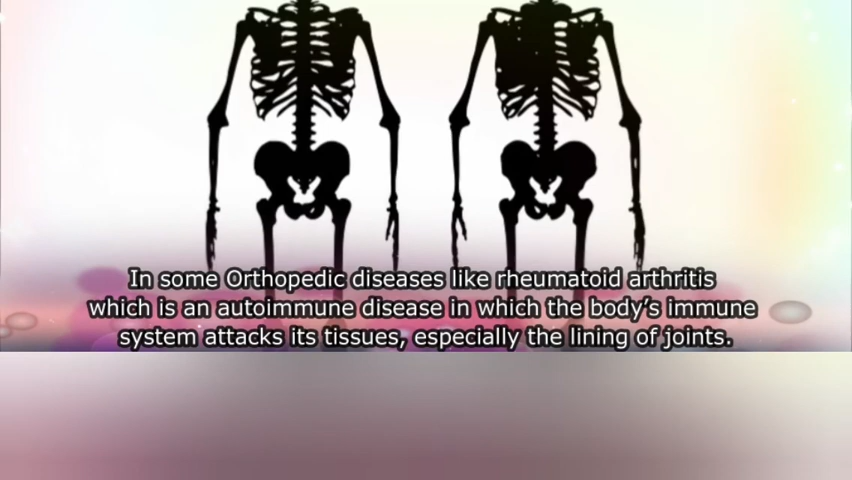 In some Orthopedic diseases like rheumatoid arthritis
which is an autoimmune disease in which the body’s immune
system attacks its tissues, especially the lining of joints.